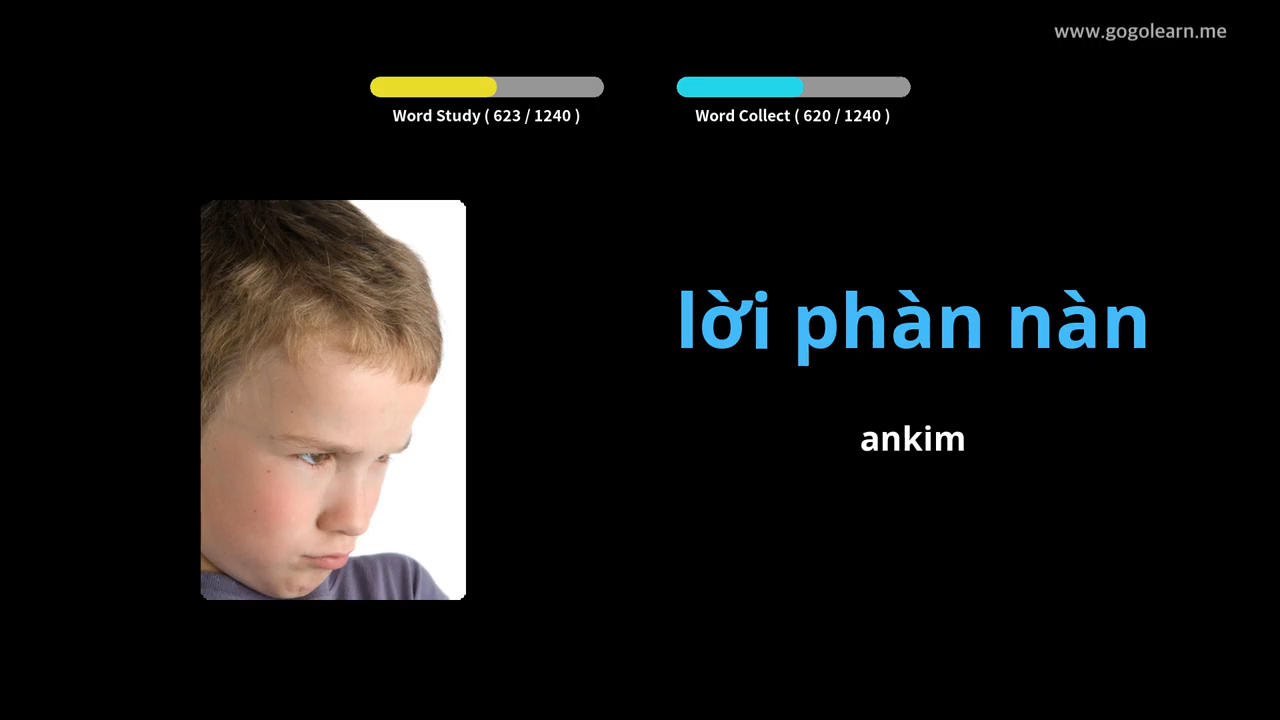 www.gogolearn.me
Word Study ( 623 / 1240 )
Word Collect ( 620 / 1240 )
lời phàn nàn
ankim